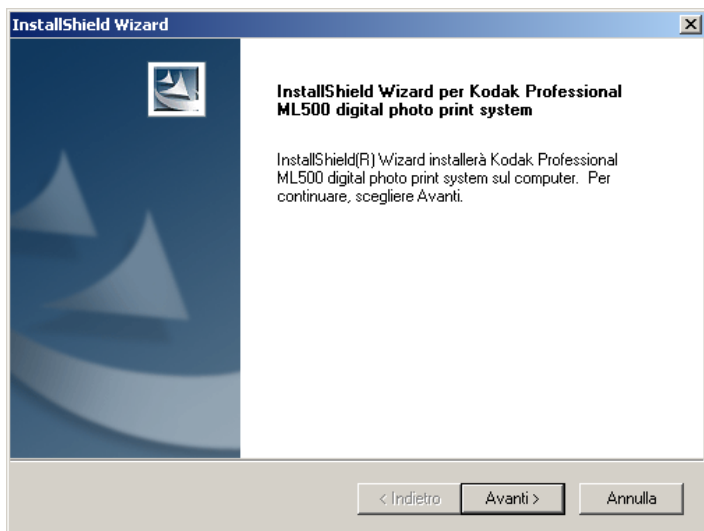 InstallShield Wizard
InstallShield Wizard per Kodak Professional
ML500 digital photo print system
InstallShield(R) Wizard installerà Kodak Professional
ML500 digital photo print system sul computer. Per
continuare, scegliere Avanti.
< Indietro
Avanti >
Annulla